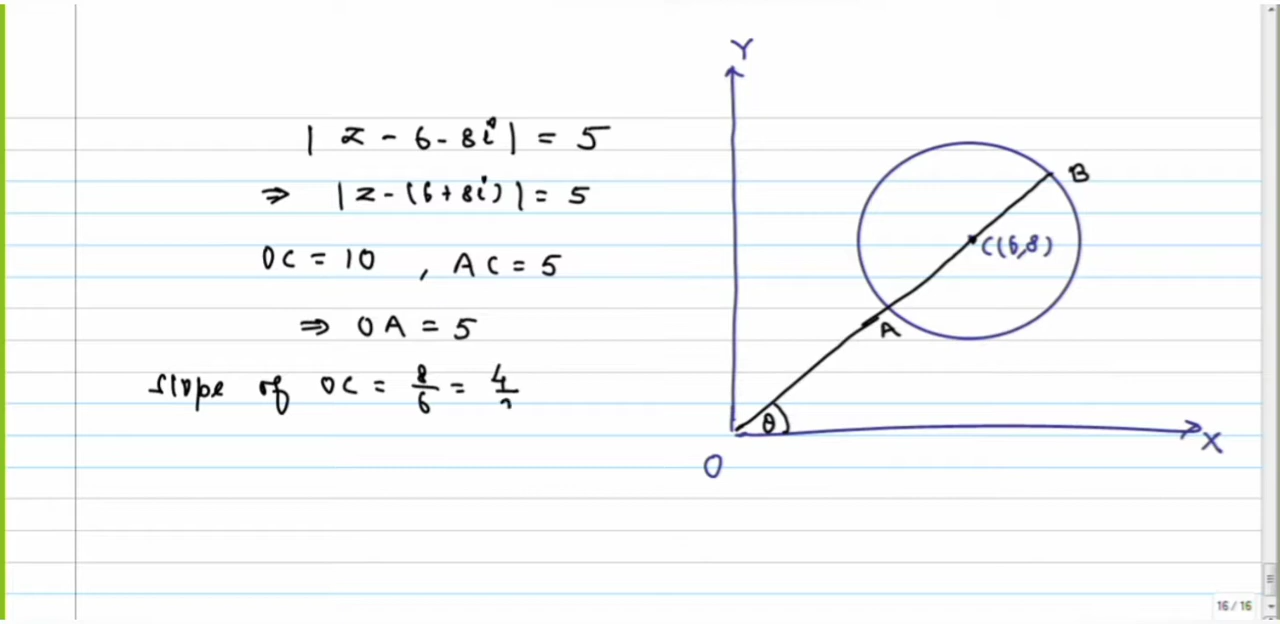 | z - 6 - 8i | = 5
⇒ | z - (6 + 8i) | = 5
OC = 10 , AC = 5
⇒ OA = 5
slope of OC = 8/6 = 4/
Y
B
C(6,8)
A
θ
X
O
16 / 16